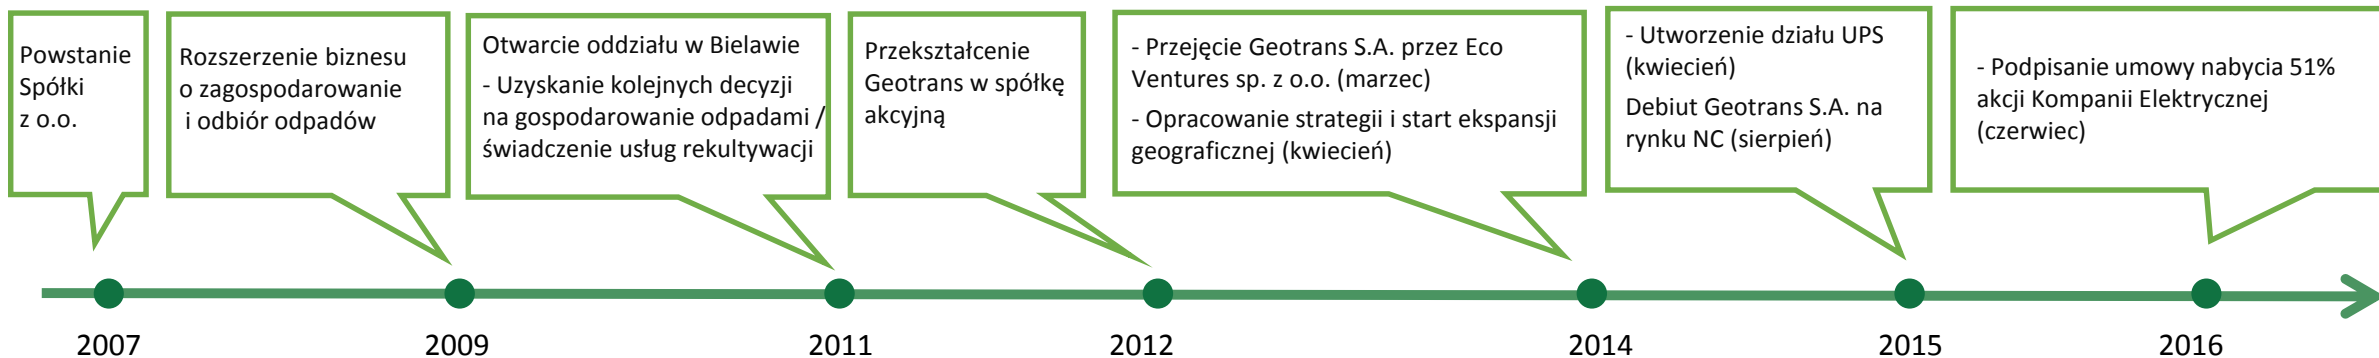 Powstanie
Spółki
z o.o.
Rozszerzenie biznesu
o zagospodarowanie
i odbiór odpadów
Otwarcie oddziału w Bielawie
- Uzyskanie kolejnych decyzji
na gospodarowanie odpadami /
świadczenie usług rekultywacji
Przekształcenie
Geotrans w spółkę
akcyjną
- Przejęcie Geotrans S.A. przez Eco
Ventures sp. z o.o. (marzec)
- Opracowanie strategii i start ekspansji
geograficznej (kwiecień)
- Utworzenie działu UPS
(kwiecień)
Debiut Geotrans S.A. na
rynku NC (sierpień)
- Podpisanie umowy nabycia 51%
akcji Kompanii Elektrycznej
(czerwiec)
2007
2009
2011
2012
2014
2015
2016